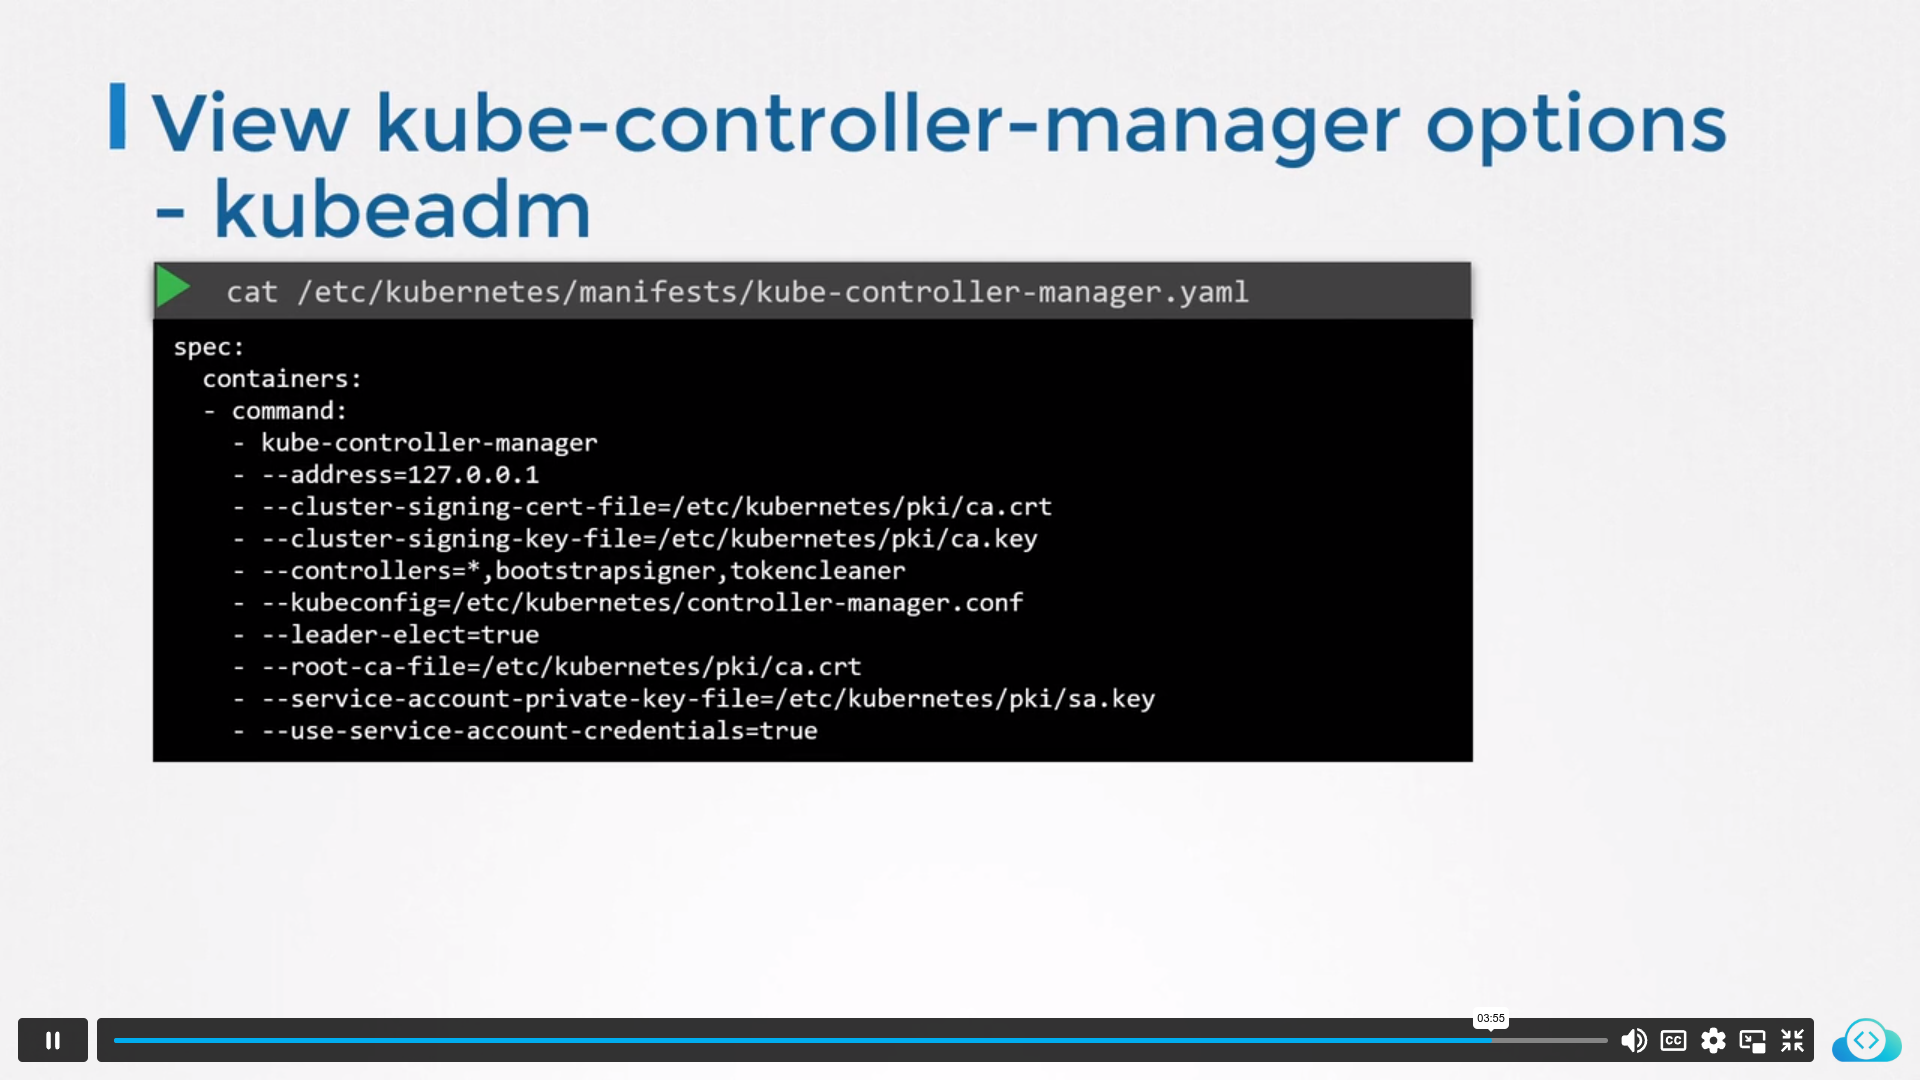 View kube-controller-manager options
- kubeadm
cat /etc/kubernetes/manifests/kube-controller-manager.yaml
spec:
  containers:
  - command:
    - kube-controller-manager
    - --address=127.0.0.1
    - --cluster-signing-cert-file=/etc/kubernetes/pki/ca.crt
    - --cluster-signing-key-file=/etc/kubernetes/pki/ca.key
    - --controllers=*,bootstrapsigner,tokencleaner
    - --kubeconfig=/etc/kubernetes/controller-manager.conf
    - --leader-elect=true
    - --root-ca-file=/etc/kubernetes/pki/ca.crt
    - --service-account-private-key-file=/etc/kubernetes/pki/sa.key
    - --use-service-account-credentials=true
03:55
CC